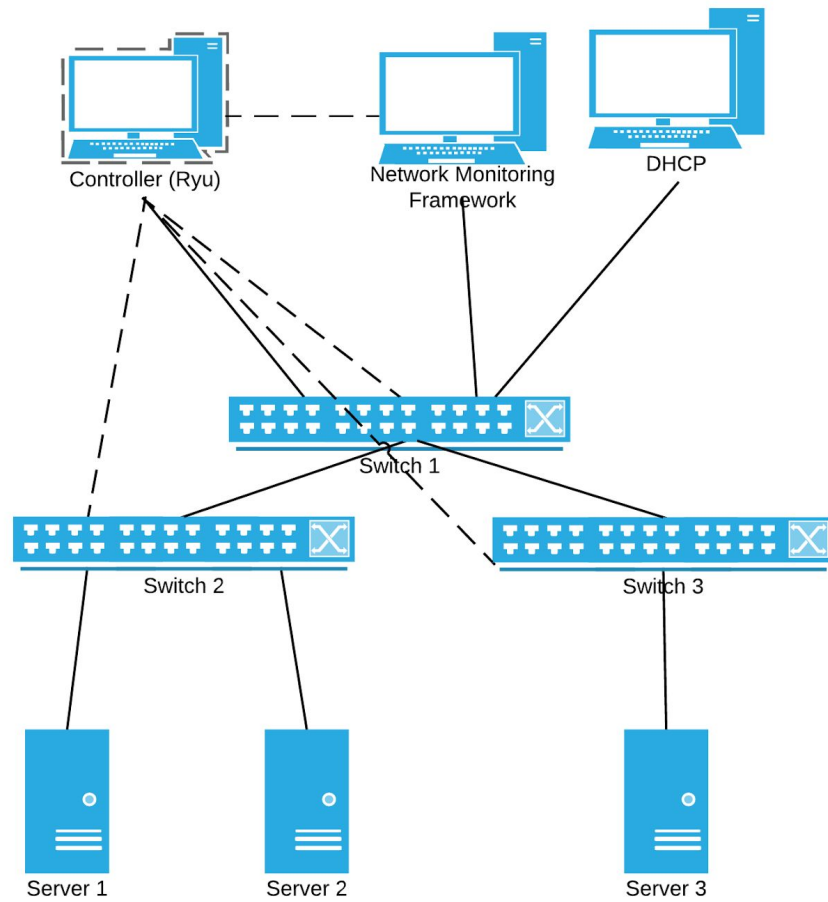 Controller (Ryu)
Network Monitoring
Framework
DHCP
Switch 1
Switch 2
Switch 3
Server 1
Server 2
Server 3